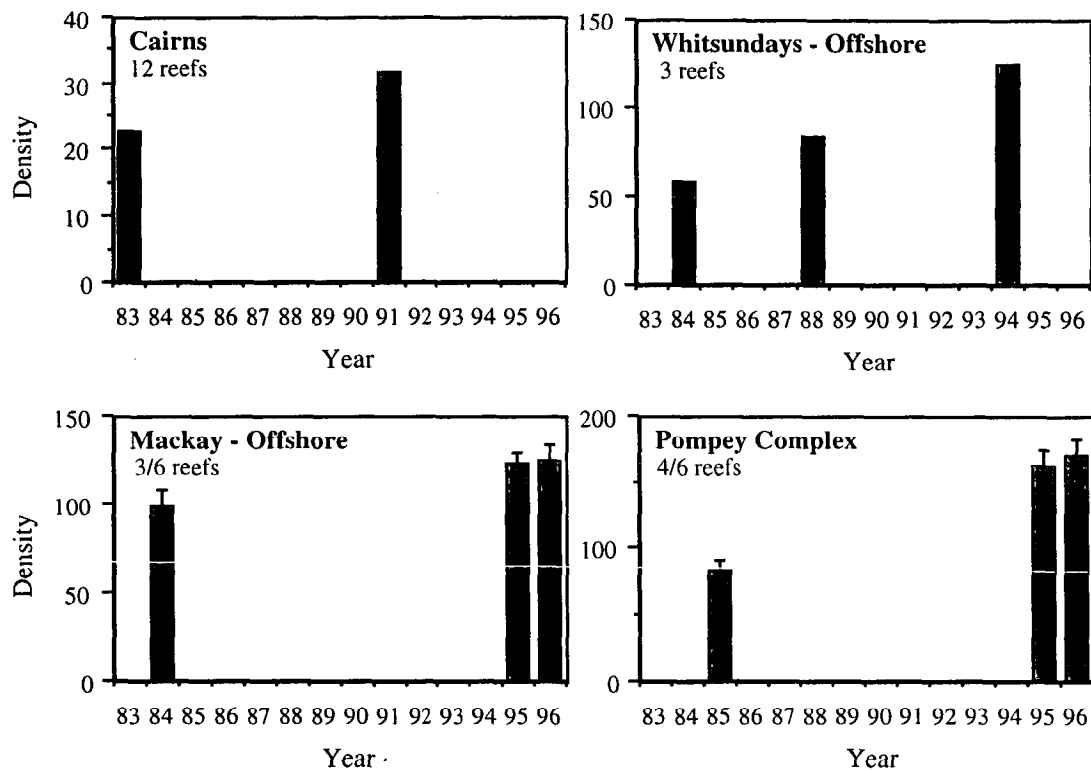 Cairns
12 reefs
Density
40
30
20
10
0
83 84 85 86 87 88 89 90 91 92 93 94 95 96
Year
Whitsundays - Offshore
3 reefs
150
100
50
0
83 84 85 86 87 88 89 90 91 92 93 94 95 96
Year
Mackay - Offshore
3/6 reefs
Density
150
100
50
0
83 84 85 86 87 88 89 90 91 92 93 94 95 96
Year
Pompey Complex
4/6 reefs
200
100
0
83 84 85 86 87 88 89 90 91 92 93 94 95 96
Year